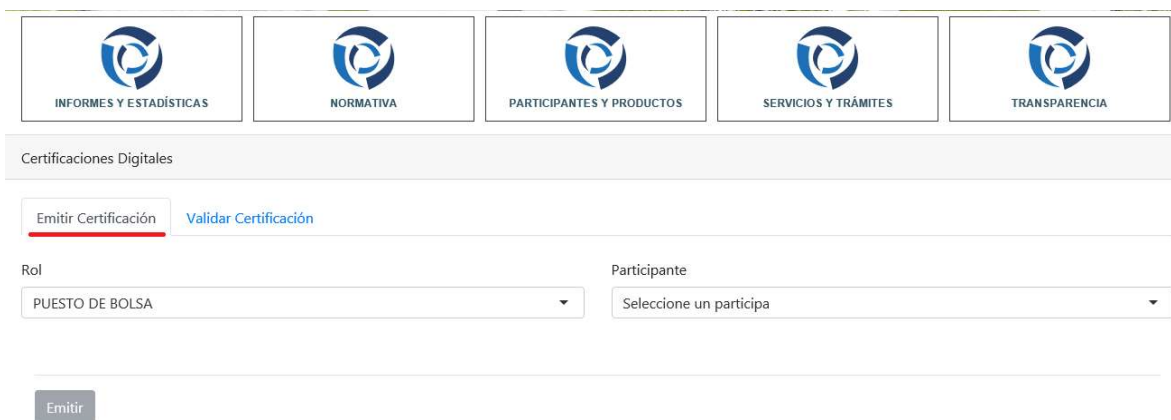 INFORMES Y ESTADÍSTICAS
NORMATIVA
PARTICIPANTES Y PRODUCTOS
SERVICIOS Y TRÁMITES
TRANSPARENCIA
Certificaciones Digitales
Emitir Certificación
Validar Certificación
Rol
Participante
PUESTO DE BOLSA
Seleccione un participa
Emitir